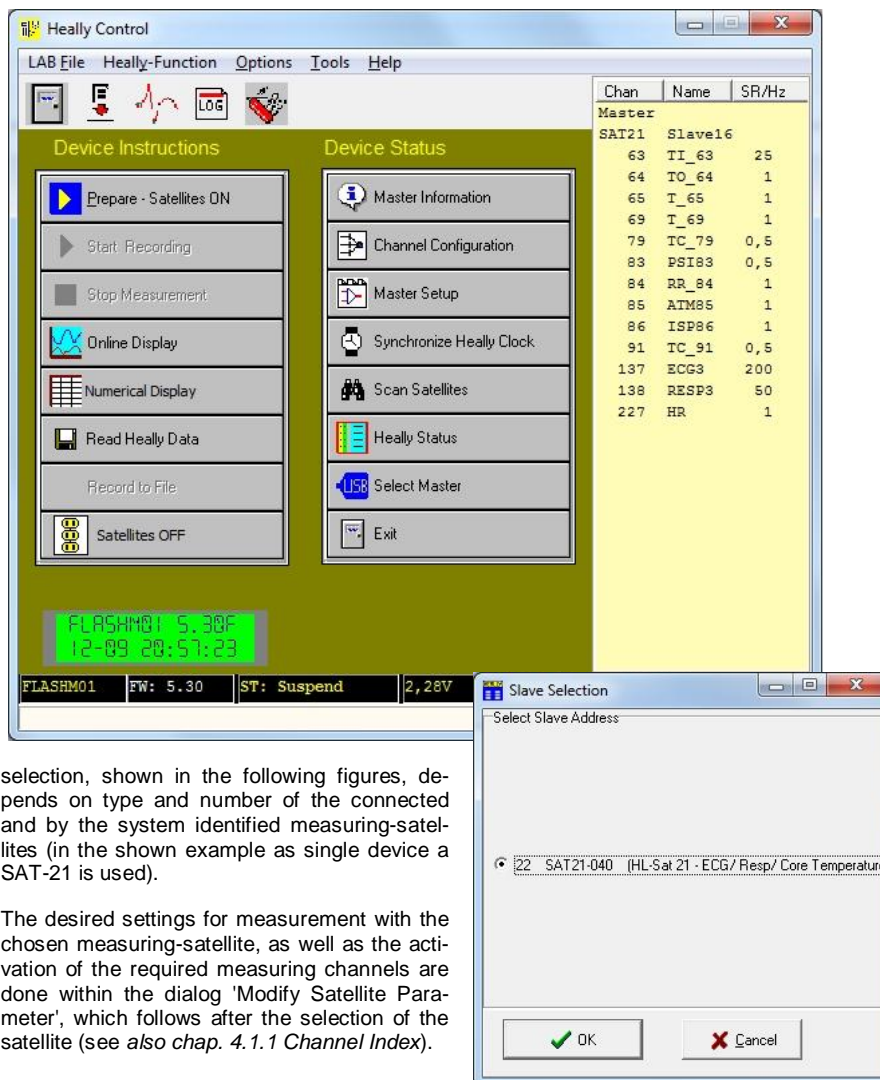 Heally Control
LAB File Heally-Function Options Tools Help
LOG
Device Instructions
Prepare - Satellites ON
Start Recording
Stop Measurement
Online Display
Numerical Display
Read Heally Data
Record to File
Satellites OFF
Device Status
Master Information
Channel Configuration
Master Setup
Synchronize Heally Clock
Scan Satellites
Heally Status
USB Select Master
Exit
Chan Name SR/Hz
Master
SAT21 Slave16
63 TI_63 25
64 TO_64 1
65 T_65 1
69 T_69 1
79 TC_79 0,5
83 PSI83 0,5
84 RR_84 1
85 ATM85 1
86 ISP86 1
91 TC_91 0,5
137 ECG3 200
138 RESP3 50
227 HR 1
FLASHM01 5.30F
12-09 20:57:23
FLASHM01 FW: 5.30 ST: Suspend 2,28V
Slave Selection
Select Slave Address
22 SAT21-040 (HL-Sat 21 - ECG/ Resp/ Core Temperature
OK Cancel
selection, shown in the following figures, de-
pends on type and number of the connected
and by the system identified measuring-satel-
lites (in the shown example as single device a
SAT-21 is used).
The desired settings for measurement with the
chosen measuring-satellite, as well as the acti-
vation of the required measuring channels are
done within the dialog 'Modify Satellite Para-
meter', which follows after the selection of the
satellite (see also chap. 4.1.1 Channel Index).